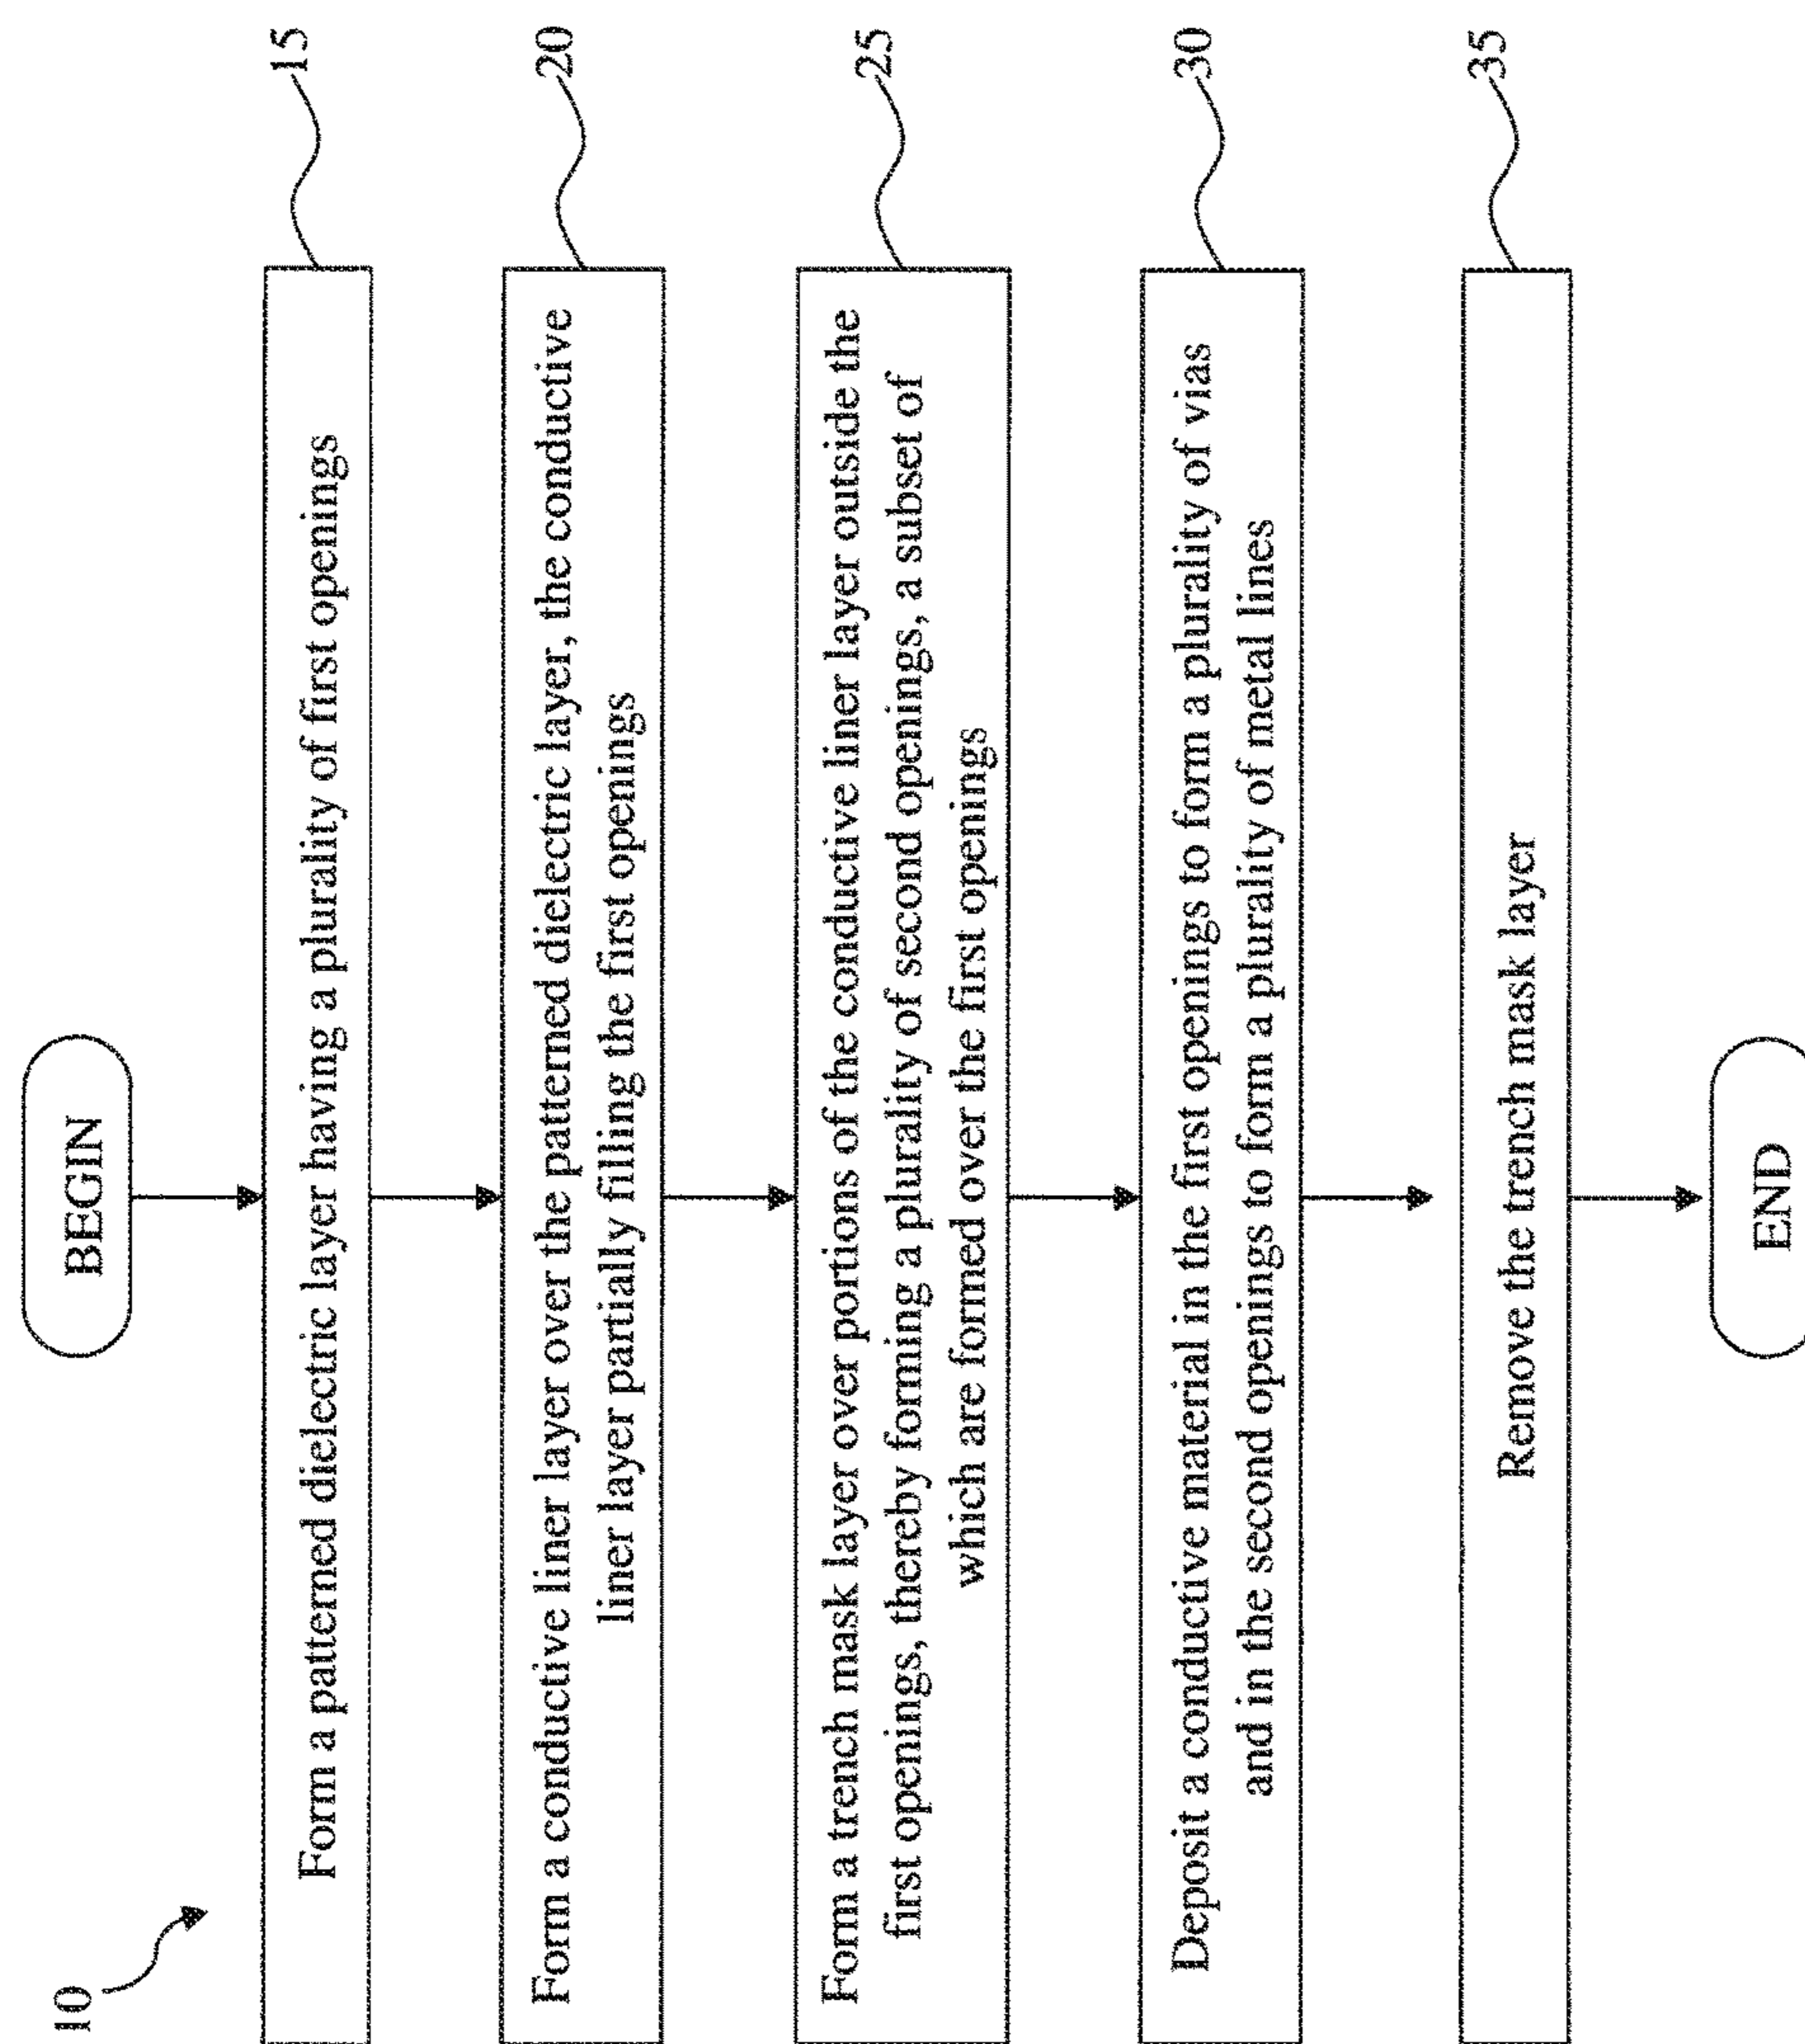 10
BEGIN
Form a patterned dielectric layer having a plurality of first openings
15
Form a conductive liner layer over the patterned dielectric layer, the conductive
liner layer partially filling the first openings
20
Form a trench mask layer over portions of the conductive liner layer outside the
first openings, thereby forming a plurality of second openings, a subset of
which are formed over the first openings
25
Deposit a conductive material in the first openings to form a plurality of vias
and in the second openings to form a plurality of metal lines
30
Remove the trench mask layer
35
END